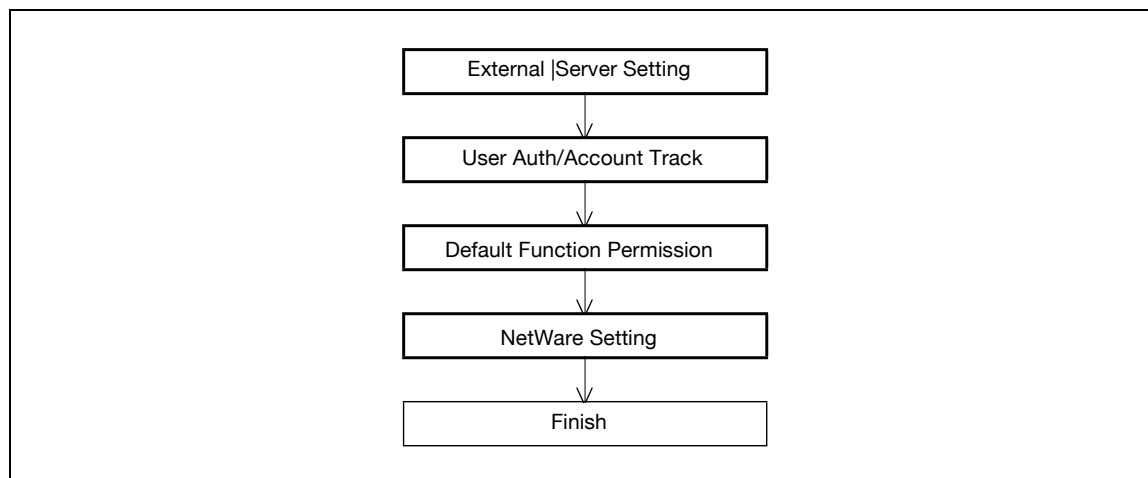 External |Server Setting
User Auth/Account Track
Default Function Permission
NetWare Setting
Finish